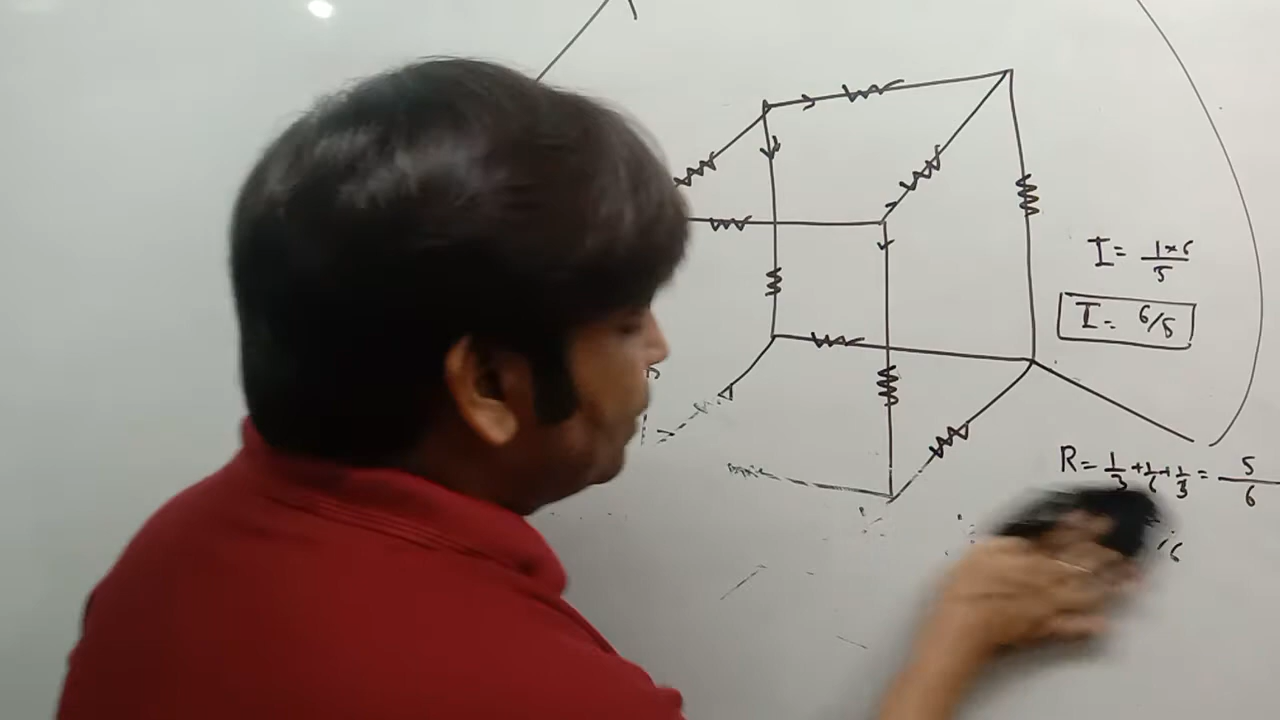 I = 1×6/5
I = 6/5
R = 1/3 + 1/6 + 1/3 = 5/6